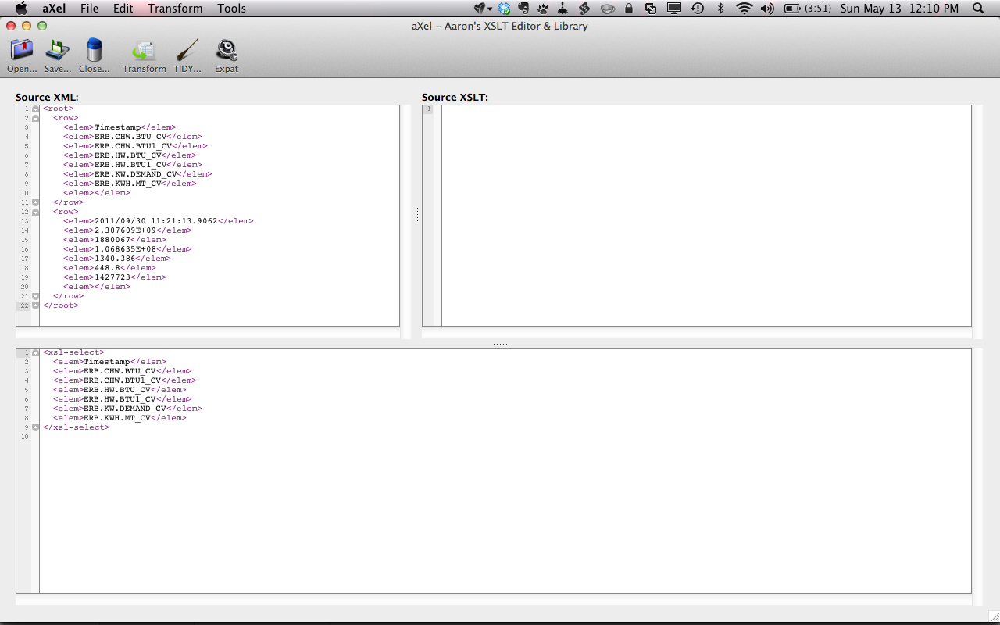 aXel File Edit Transform Tools (3:51) Sun May 13 12:10 PM
aXel – Aaron's XSLT Editor & Library
Open... Save... Close... Transform TIDY... Expat
Source XML:
1 <root>
2 <row>
3 <elem>Timestamp</elem>
4 <elem>ERB.CHW.BTU_CV</elem>
5 <elem>ERB.CHW.BTU1_CV</elem>
6 <elem>ERB.HW.BTU_CV</elem>
7 <elem>ERB.HW.BTU1_CV</elem>
8 <elem>ERB.KW.DEMAND_CV</elem>
9 <elem>ERB.KWH.MT_CV</elem>
10 <elem></elem>
11 </row>
12 <row>
13 <elem>2011/09/30 11:21:13.9062</elem>
14 <elem>2.307609E+09</elem>
15 <elem>1880067</elem>
16 <elem>1.068635E+08</elem>
17 <elem>1340.386</elem>
18 <elem>448.8</elem>
19 <elem>1427723</elem>
20 <elem></elem>
21 </row>
22 </root>
Source XSLT:
1
1 <xsl-select>
2 <elem>Timestamp</elem>
3 <elem>ERB.CHW.BTU_CV</elem>
4 <elem>ERB.CHW.BTU1_CV</elem>
5 <elem>ERB.HW.BTU_CV</elem>
6 <elem>ERB.HW.BTU1_CV</elem>
7 <elem>ERB.KW.DEMAND_CV</elem>
8 <elem>ERB.KWH.MT_CV</elem>
9 </xsl-select>
10